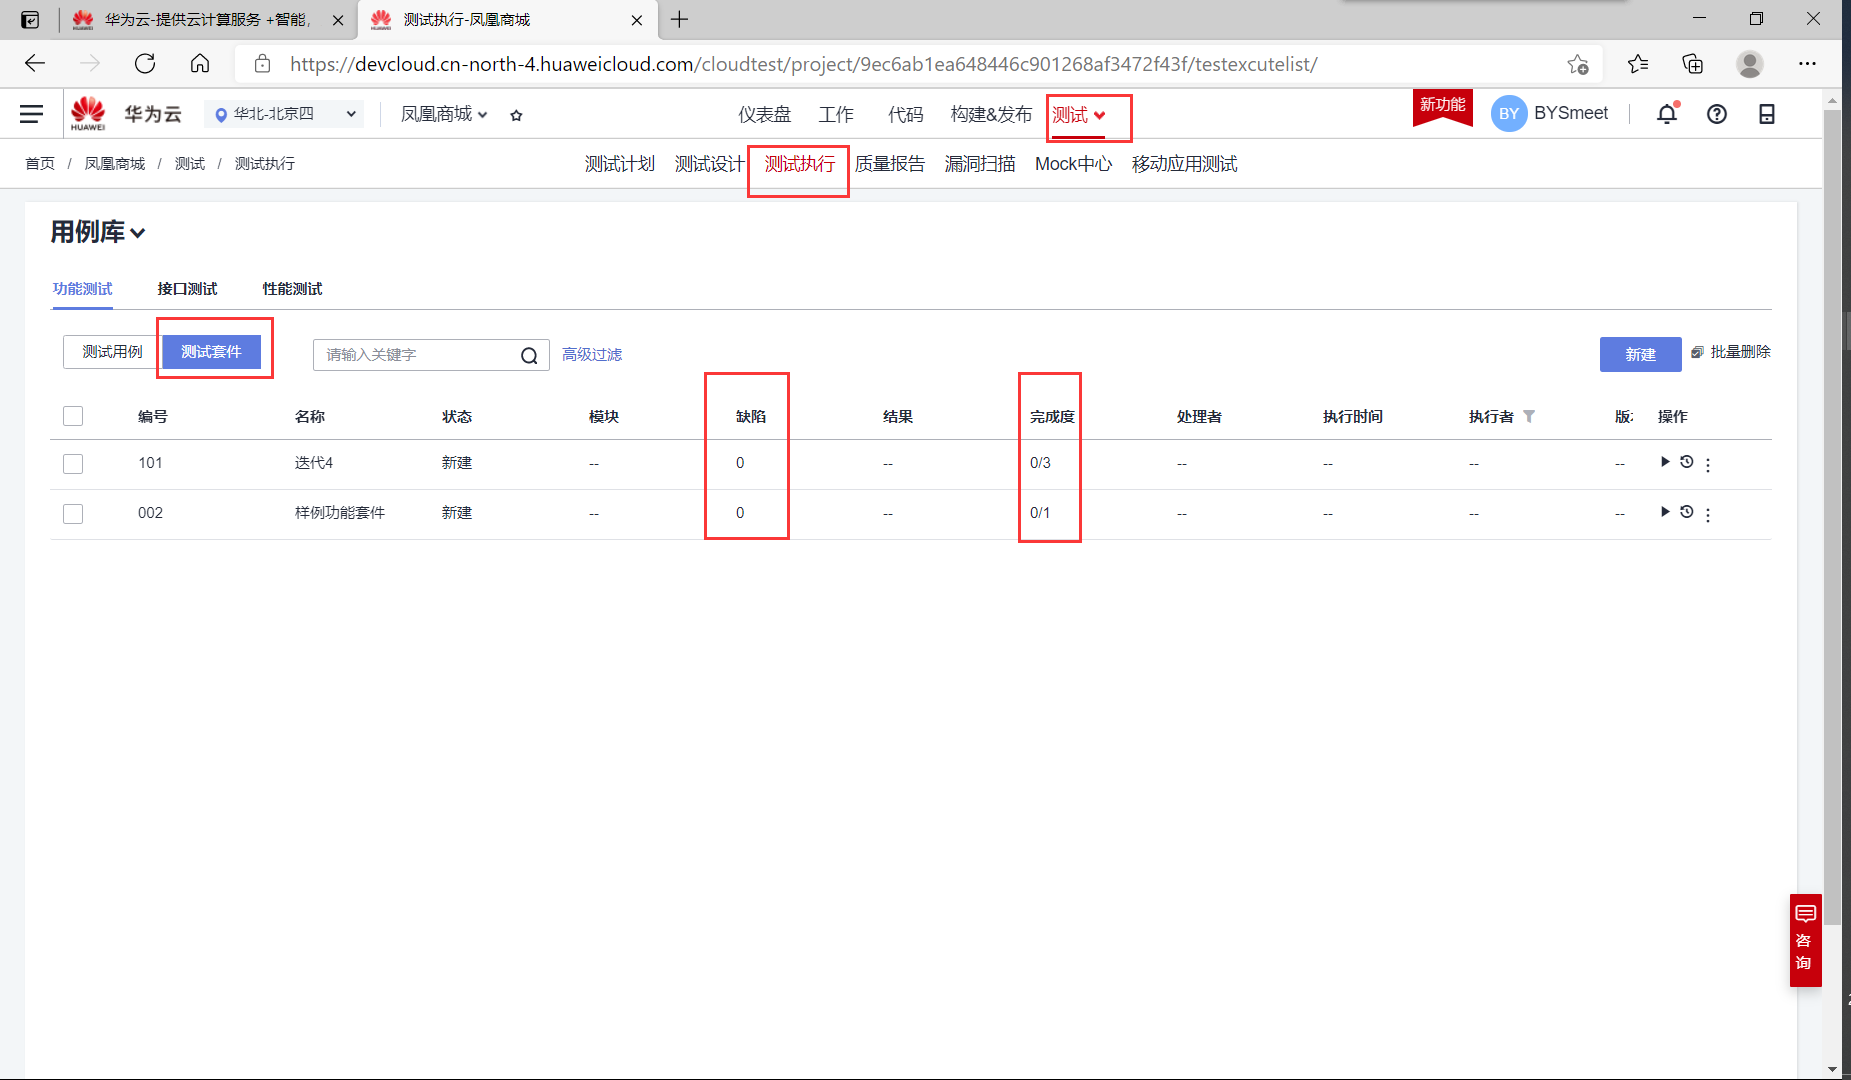 华为云-提供云计算服务 +智能,
测试执行-凤凰商城
https://devcloud.cn-north-4.huaweicloud.com/cloudtest/project/9ec6ab1ea648446c901268af3472f43f/testexcutelist/
HUAWEI 华为云 华北-北京四 凤凰商城 仪表盘 工作 代码 构建&发布 测试 新功能 BY BYSmeet
首页 / 凤凰商城 / 测试 / 测试执行 测试计划 测试设计 测试执行 质量报告 漏洞扫描 Mock中心 移动应用测试
用例库
功能测试 接口测试 性能测试
测试用例 测试套件 请输入关键字 高级过滤 新建 批量删除
编号 名称 状态 模块 缺陷 结果 完成度 处理者 执行时间 执行者 操作
101 迭代4 新建 -- 0 -- 0/3 -- -- -- --
002 样例功能套件 新建 -- 0 -- 0/1 -- -- -- --
咨
询